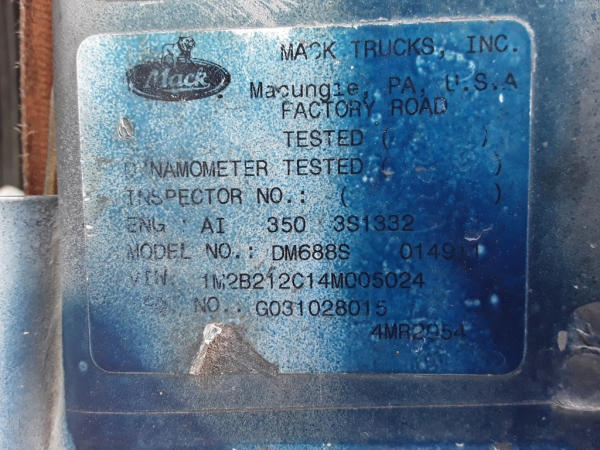 Mack
MACK TRUCKS, INC.
Macungie, PA, U.S.A
FACTORY ROAD
TESTED ( )
DYNAMOMETER TESTED ( )
INSPECTOR NO.: ( )
ENG : AI 350 3S1332
MODEL NO.: DM688S
VIN: 1M2B212C14M005024
NO.. G031028015
4MR2954